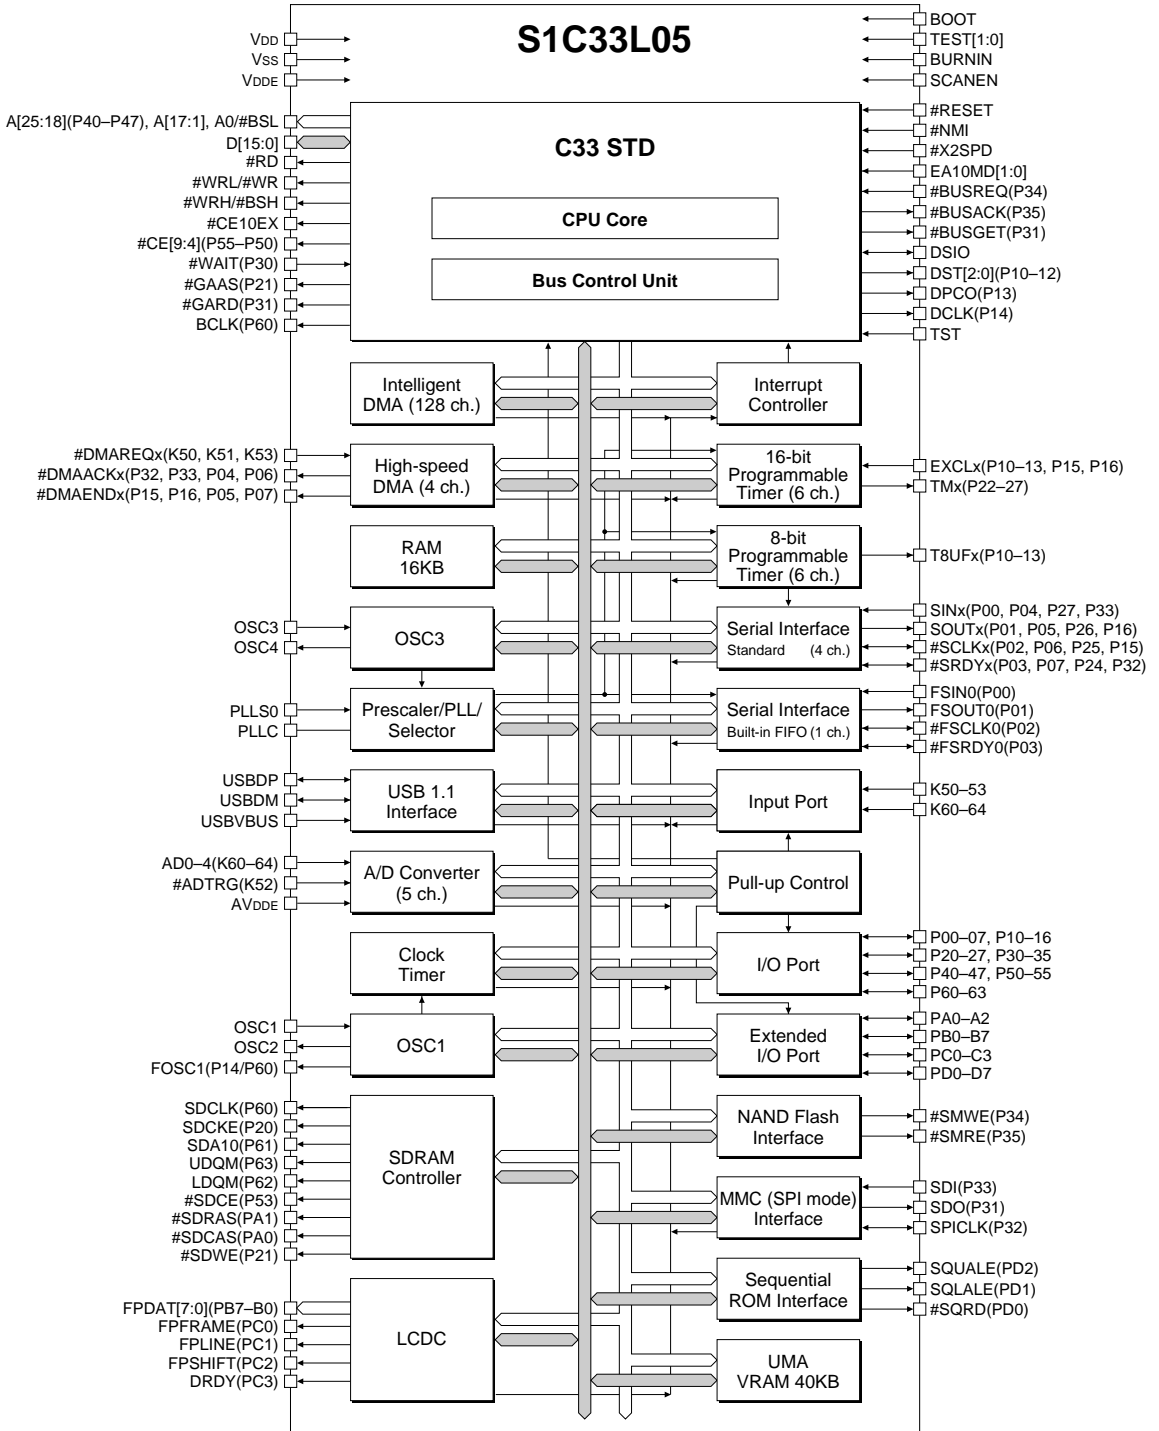 S1C33L05
VDD
VSS
VDDE
BOOT
TEST[1:0]
BURNIN
SCANEN
A[25:18](P40–P47), A[17:1], A0/#BSL
D[15:0]
#RD
#WRL/#WR
#WRH/#BSH
#CE10EX
#CE[9:4](P55–P50)
#WAIT(P30)
#GAAS(P21)
#GARD(P31)
BCLK(P60)
C33 STD
CPU Core
Bus Control Unit
#RESET
#NMI
#X2SPD
EA10MD[1:0]
#BUSREQ(P34)
#BUSACK(P35)
#BUSGET(P31)
DSIO
DST[2:0](P10–12)
DPCO(P13)
DCLK(P14)
TST
Intelligent
DMA (128 ch.)
Interrupt
Controller
#DMAREQx(K50, K51, K53)
#DMAACKx(P32, P33, P04, P06)
#DMAENDx(P15, P16, P05, P07)
High-speed
DMA (4 ch.)
16-bit
Programmable
Timer (6 ch.)
EXCLx(P10–13, P15, P16)
TMx(P22–27)
RAM
16KB
8-bit
Programmable
Timer (6 ch.)
T8UFx(P10–13)
OSC3
OSC4
OSC3
Serial Interface
Standard (4 ch.)
SINx(P00, P04, P27, P33)
SOUTx(P01, P05, P26, P16)
#SCLKx(P02, P06, P25, P15)
#SRDYx(P03, P07, P24, P32)
PLLS0
PLLC
Prescaler/PLL/
Selector
Serial Interface
Built-in FIFO (1 ch.)
FSIN0(P00)
FSOUT0(P01)
#FSCLK0(P02)
#FSRDY0(P03)
USBDP
USBDM
USBVBUS
USB 1.1
Interface
Input Port
K50–53
K60–64
AD0–4(K60–64)
#ADTRG(K52)
AVDDE
A/D Converter
(5 ch.)
Pull-up Control
Clock
Timer
I/O Port
P00–07, P10–16
P20–27, P30–35
P40–47, P50–55
P60–63
OSC1
OSC2
FOSC1(P14/P60)
OSC1
Extended
I/O Port
PA0–A2
PB0–B7
PC0–C3
PD0–D7
SDCLK(P60)
SDCKE(P20)
SDA10(P61)
UDQM(P63)
LDQM(P62)
#SDCE(P53)
#SDRAS(PA1)
#SDCAS(PA0)
#SDWE(P21)
SDRAM
Controller
NAND Flash
Interface
#SMWE(P34)
#SMRE(P35)
MMC (SPI mode)
Interface
SDI(P33)
SDO(P31)
SPICLK(P32)
Sequential
ROM Interface
SQUALE(PD2)
SQLALE(PD1)
#SQRD(PD0)
FPDAT[7:0](PB7–B0)
FPFRAME(PC0)
FPLINE(PC1)
FPSHIFT(PC2)
DRDY(PC3)
LCDC
UMA
VRAM 40KB